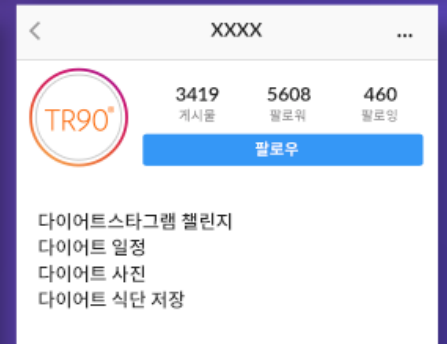 XXXX
...
TR90®
3419 5608 460
게시물 팔로워 팔로잉
팔로우
다이어트스타그램 챌린지
다이어트 일정
다이어트 사진
다이어트 식단 저장